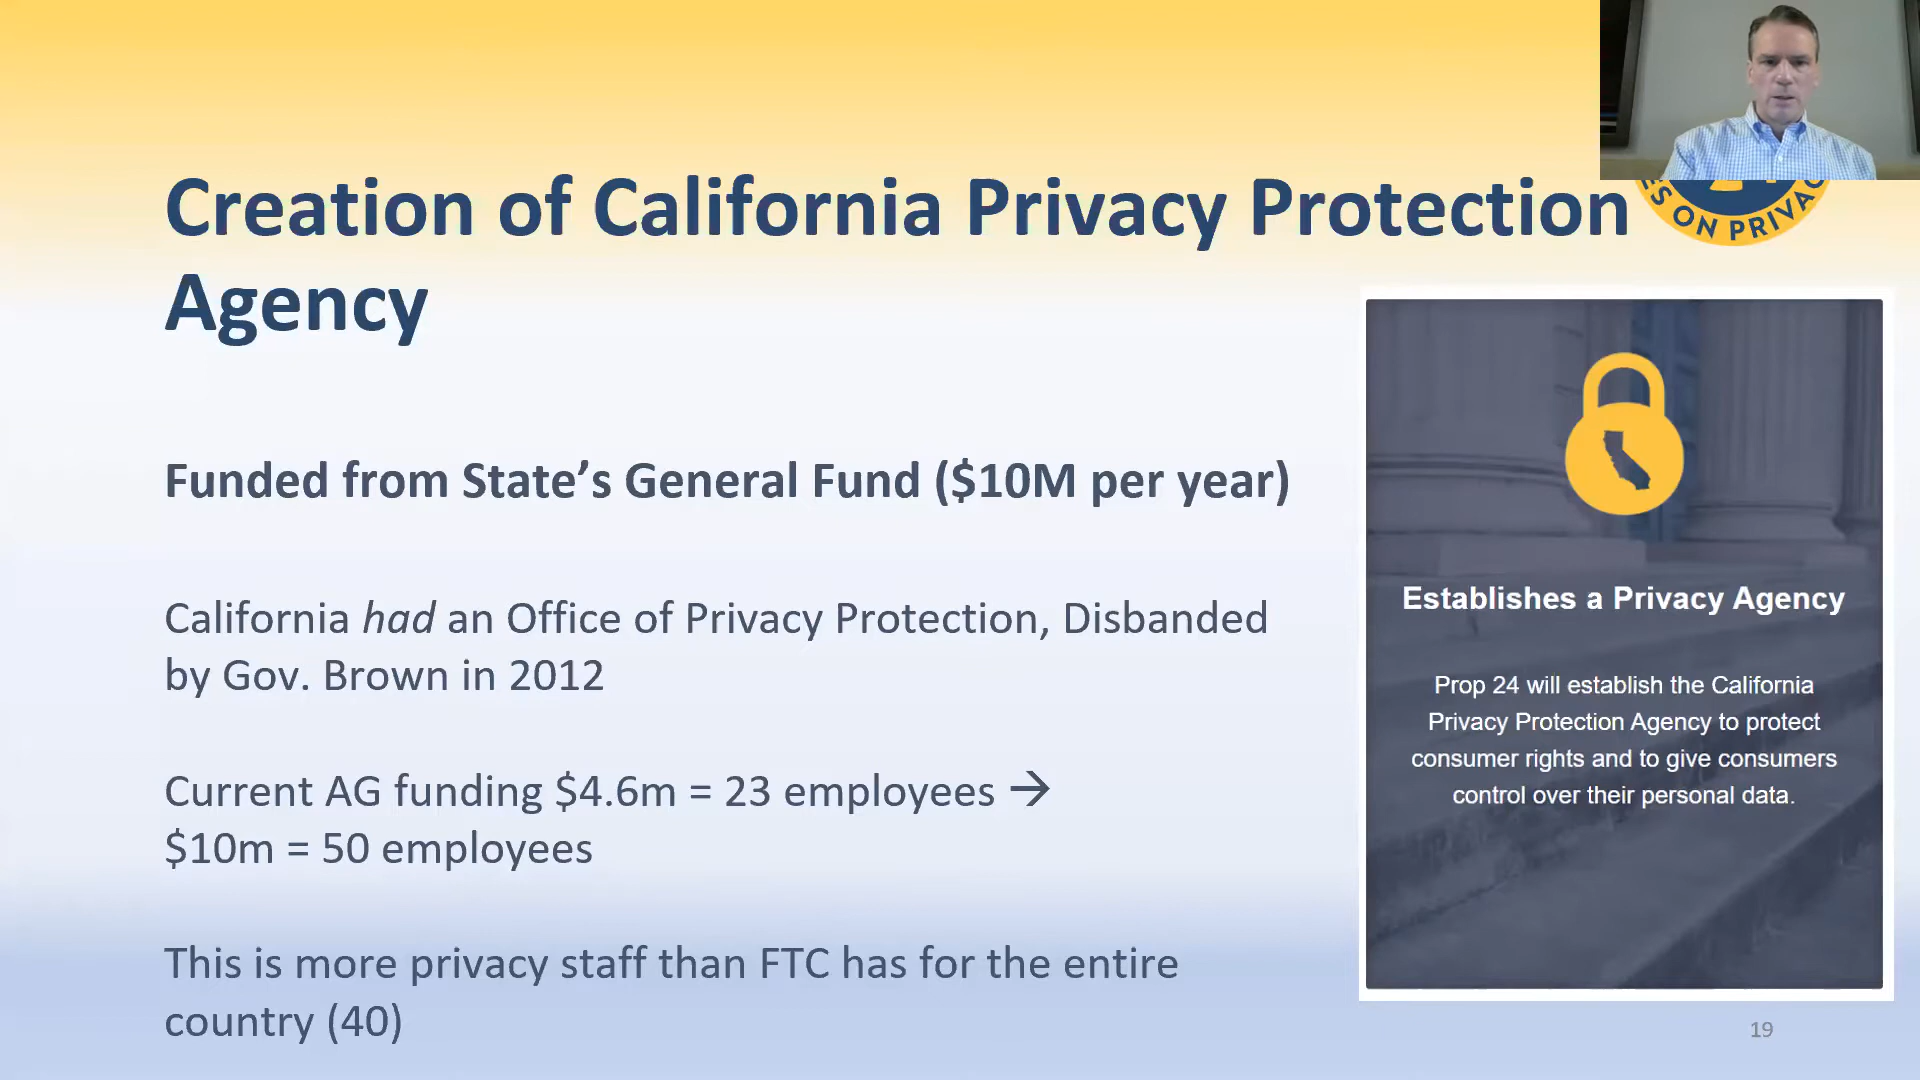 Creation of California Privacy Protection
Agency
ES ON PRIVAC
Funded from State’s General Fund ($10M per year)
California had an Office of Privacy Protection, Disbanded
by Gov. Brown in 2012
Current AG funding $4.6m = 23 employees →
$10m = 50 employees
This is more privacy staff than FTC has for the entire
country (40)
Establishes a Privacy Agency
Prop 24 will establish the California
Privacy Protection Agency to protect
consumer rights and to give consumers
control over their personal data.
19